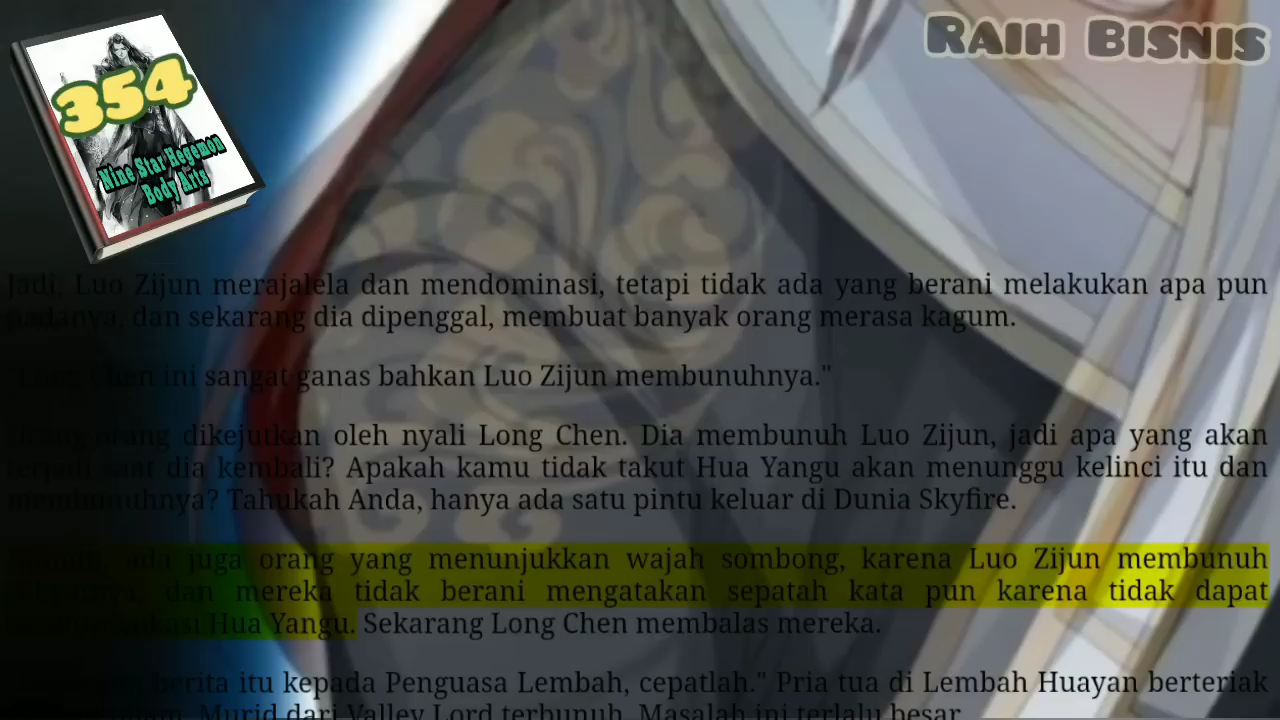 RAIH BISNIS
354
Nine Star Hegemon
Body Arts
Jadi, Luo Zijun merajalela dan mendominasi, tetapi tidak ada yang berani melakukan apa pun
padanya, dan sekarang dia dipenggal, membuat banyak orang merasa kagum.
Chen ini sangat ganas bahkan Luo Zijun membunuhnya."
orang dikejutkan oleh nyali Long Chen. Dia membunuh Luo Zijun, jadi apa yang akan
terjadi saat dia kembali? Apakah kamu tidak takut Hua Yangu akan menunggu kelinci itu dan
membunuhnya? Tahukah Anda, hanya ada satu pintu keluar di Dunia Skyfire.
ada juga orang yang menunjukkan wajah sombong, karena Luo Zijun membunuh
dan mereka tidak berani mengatakan sepatah kata pun karena tidak dapat
Hua Yangu. Sekarang Long Chen membalas mereka.
berita itu kepada Penguasa Lembah, cepatlah." Pria tua di Lembah Huayan berteriak
Murid dari Valley Lord terbunuh. Masalah ini terlalu besar